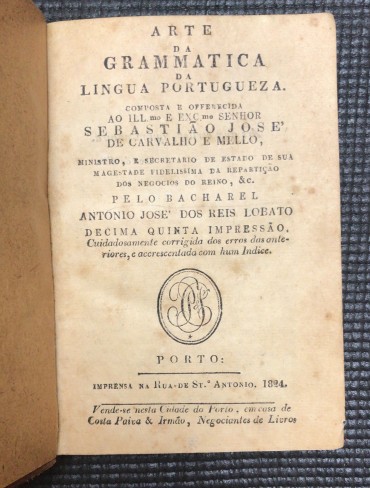 ARTE
DA
GRAMMATICA
DA
LINGUA PORTUGUEZA.
COMPOSTA E OFFERECIDA
AO ILL.mo E EXC.mo SENHOR
SEBASTIÃO JOSE'
DE CARVALHO E MELLO,
MINISTRO, E SECRETARIO DE ESTADO DE SUA
MAGESTADE FIDELISSIMA DA REPARTIÇÃO
DOS NEGOCIOS DO REINO, &c.
PELO BACHAREL
ANTONIO JOSE' DOS REIS LOBATO
DECIMA QUINTA IMPRESSÃO,
Cuidadosamente corrigida dos erros das ante-
riores, e accrescentada com hum Indice.
PORTO:
IMPRENSA NA RUA DE ST.ª ANTONIO, 1824.
Vende-se nesta Cidade do Porto, em casa de
Costa Paiva & Irmão, Negociantes de Livros